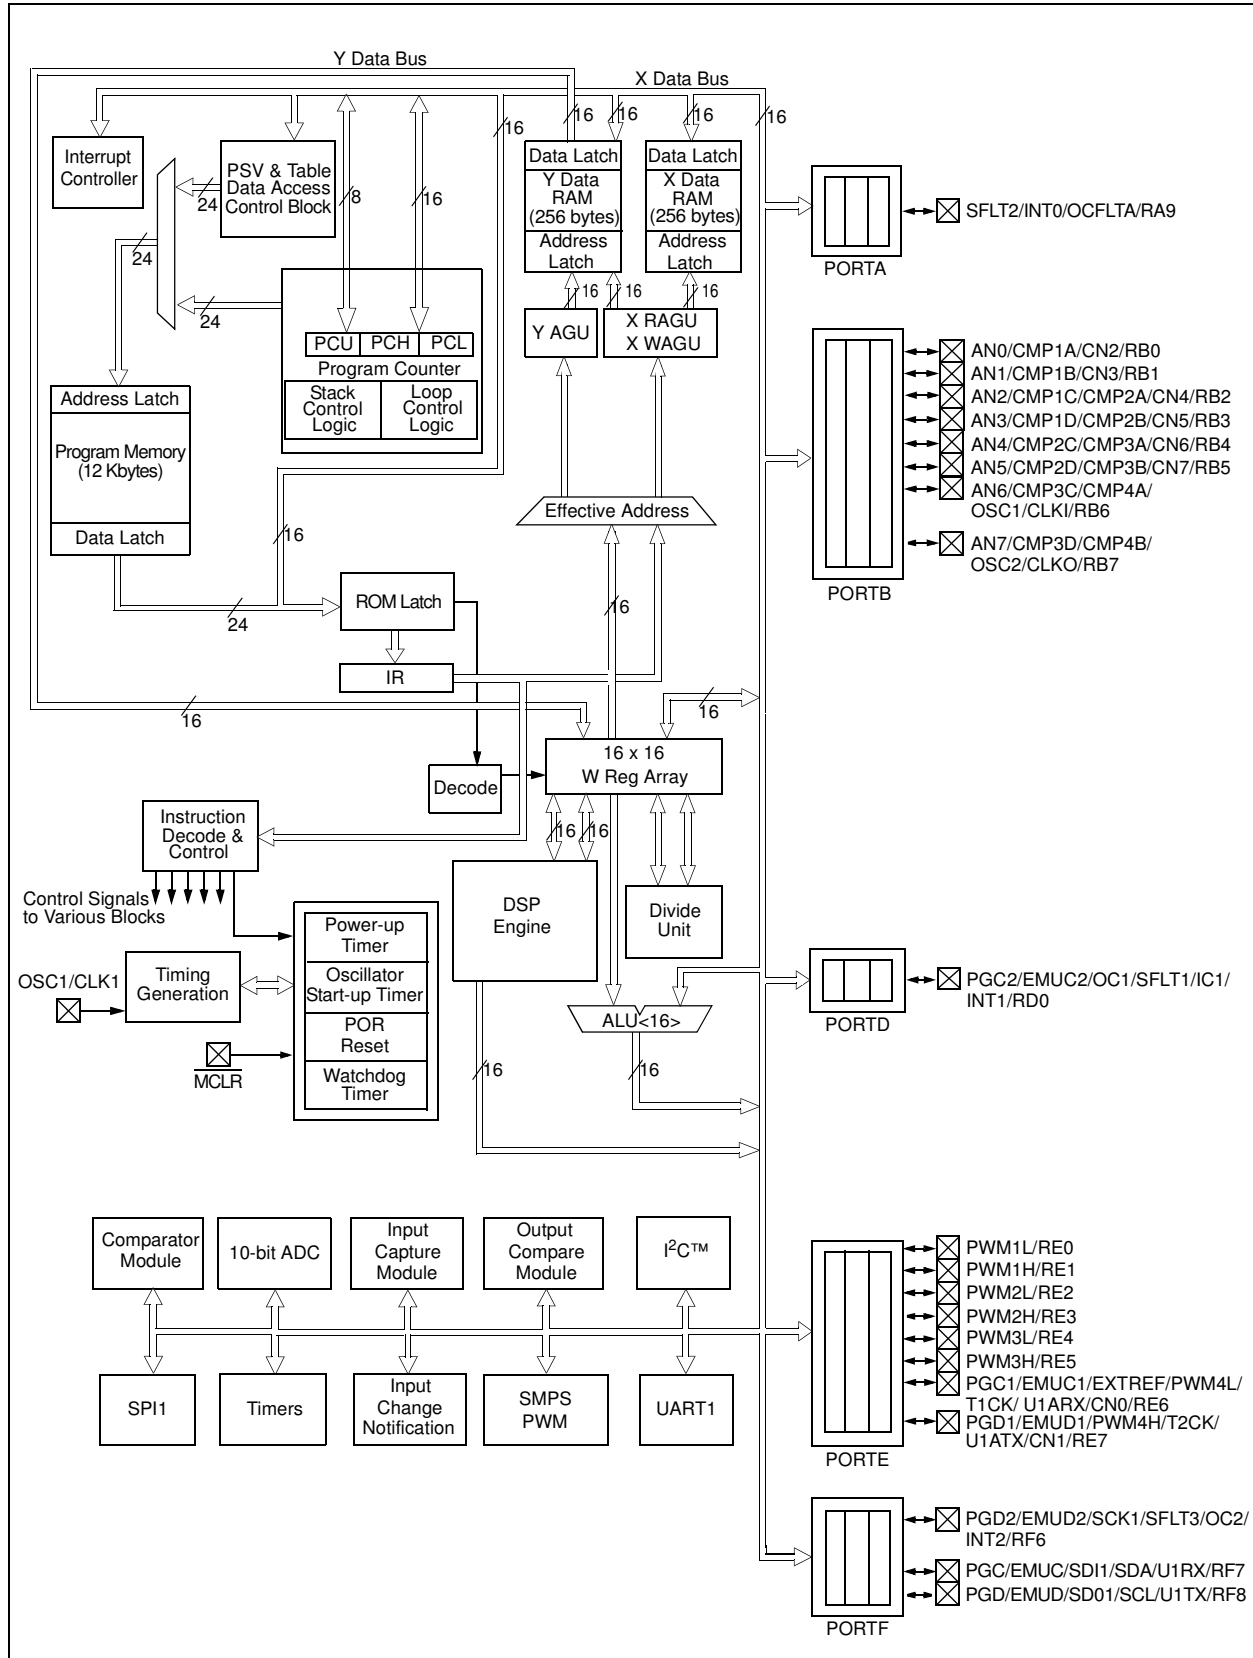 Y Data Bus
X Data Bus
16
16
16
16
16
16
Interrupt
Controller
PSV & Table
Data Access
Control Block
24
8
16
24
24
Data Latch
Y Data
RAM
(256 bytes)
Address
Latch
Data Latch
X Data
RAM
(256 bytes)
Address
Latch
16
16
16
Y AGU
X RAGU
X WAGU
PCU
PCH
PCL
Program Counter
Stack
Control
Logic
Loop
Control
Logic
Address Latch
Program Memory
(12 Kbytes)
Data Latch
16
24
Effective Address
ROM Latch
16
IR
16
16
16 x 16
W Reg Array
Decode
Instruction
Decode &
Control
16
16
Control Signals
to Various Blocks
DSP
Engine
Divide
Unit
Power-up
Timer
Oscillator
Start-up Timer
POR
Reset
Watchdog
Timer
OSC1/CLK1
Timing
Generation
MCLR
ALU<16>
16
16
Comparator
Module
10-bit ADC
Input
Capture
Module
Output
Compare
Module
I²C™
SPI1
Timers
Input
Change
Notification
SMPS
PWM
UART1
SFLT2/INT0/OCFLTA/RA9
PORTA
AN0/CMP1A/CN2/RB0
AN1/CMP1B/CN3/RB1
AN2/CMP1C/CMP2A/CN4/RB2
AN3/CMP1D/CMP2B/CN5/RB3
AN4/CMP2C/CMP3A/CN6/RB4
AN5/CMP2D/CMP3B/CN7/RB5
AN6/CMP3C/CMP4A/
OSC1/CLKI/RB6
AN7/CMP3D/CMP4B/
OSC2/CLKO/RB7
PORTB
PGC2/EMUC2/OC1/SFLT1/IC1/
INT1/RD0
PORTD
PWM1L/RE0
PWM1H/RE1
PWM2L/RE2
PWM2H/RE3
PWM3L/RE4
PWM3H/RE5
PGC1/EMUC1/EXTREF/PWM4L/
T1CK/ U1ARX/CN0/RE6
PGD1/EMUD1/PWM4H/T2CK/
U1ATX/CN1/RE7
PORTE
PGD2/EMUD2/SCK1/SFLT3/OC2/
INT2/RF6
PGC/EMUC/SDI1/SDA/U1RX/RF7
PGD/EMUD/SD01/SCL/U1TX/RF8
PORTF